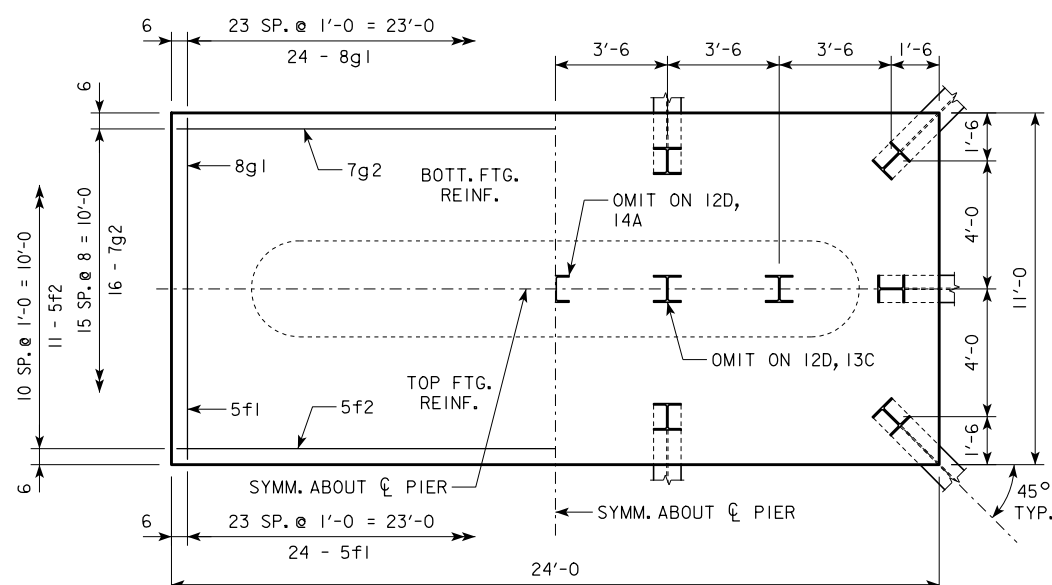 6
23 SP. @ 1'-0 = 23'-0
24 - 8g1
3'-6
3'-6
3'-6
1'-6
6
8g1
7g2
BOTT. FTG.
REINF.
OMIT ON 12D,
14A
1'-6
4'-0
10 SP. @ 1'-0 = 10'-0
11 - 5f2
15 SP. @ 8 = 10'-0
16 - 7g2
11'-0
OMIT ON 12D, 13C
4'-0
TOP FTG.
REINF.
5f1
5f2
1'-6
6
SYMM. ABOUT ℄ PIER
45°
TYP.
SYMM. ABOUT ℄ PIER
6
23 SP. @ 1'-0 = 23'-0
24 - 5f1
24'-0